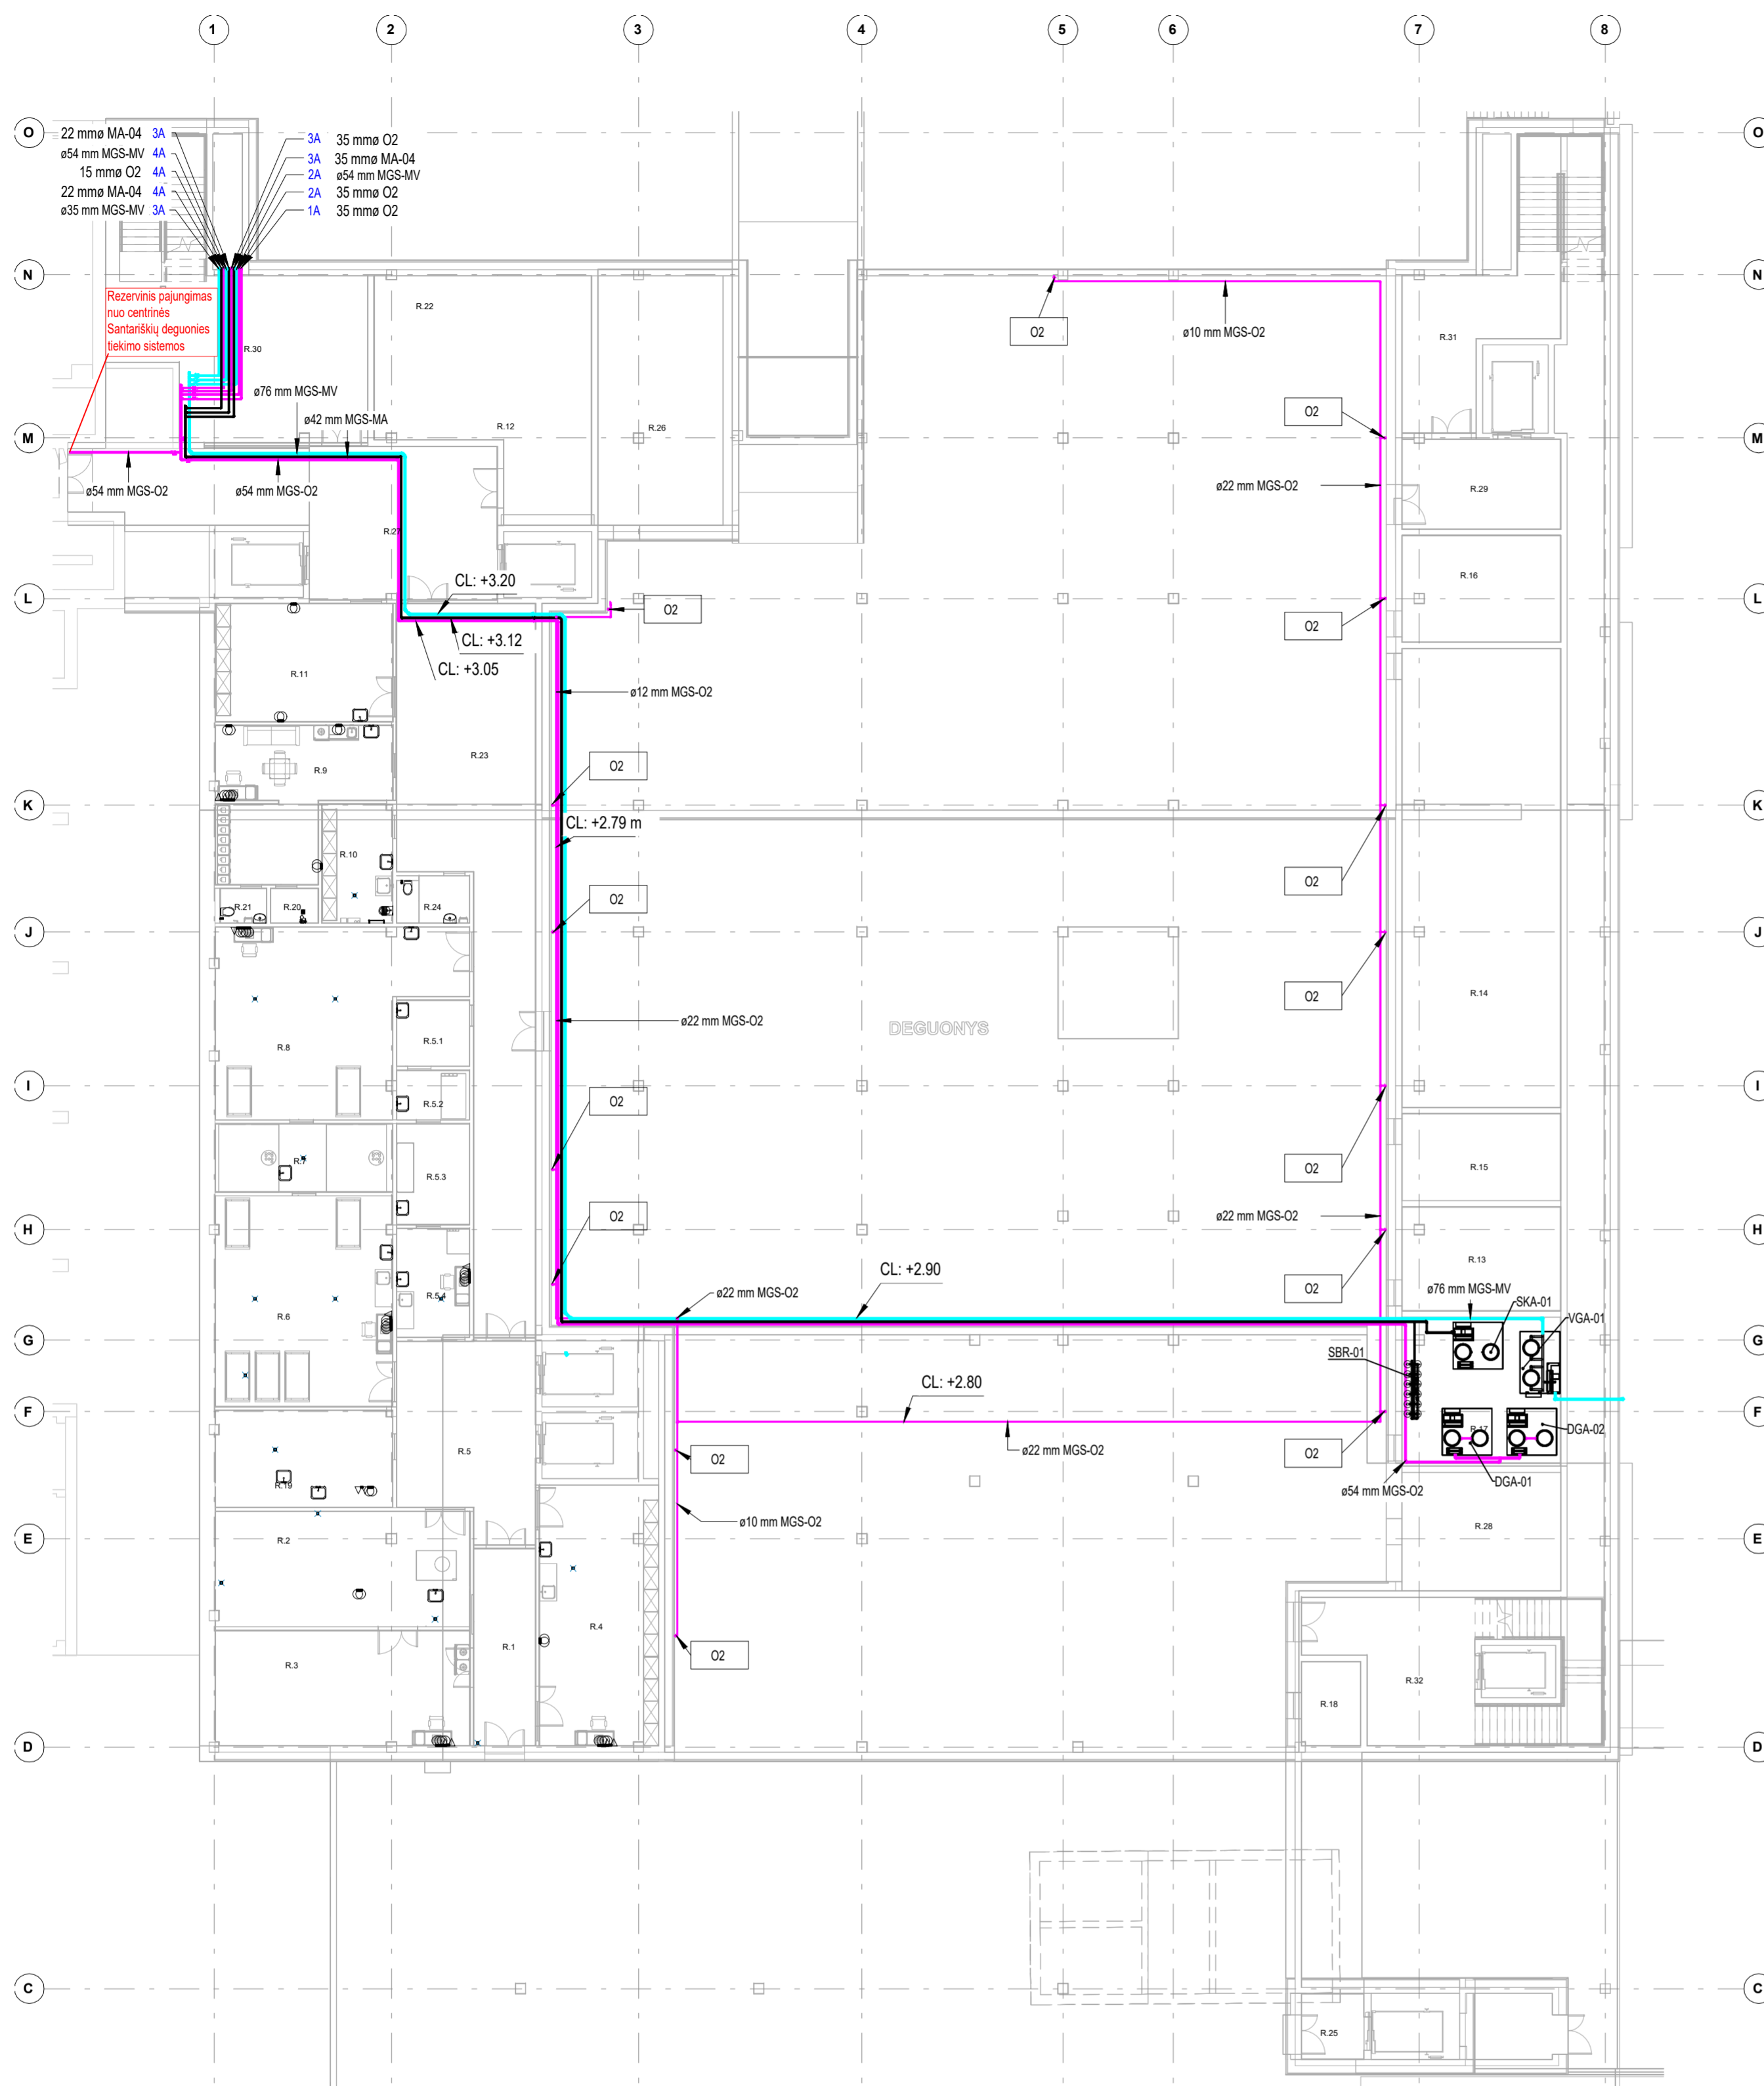 1 2 3 4 5 6 7 8
O O
22 mmø MA-04 3A
ø54 mm MGS-MV 4A
15 mmø O2 4A
22 mmø MA-04 4A
ø35 mm MGS-MV 3A
3A 35 mmø O2
3A 35 mmø MA-04
2A ø54 mm MGS-MV
2A 35 mmø O2
1A 35 mmø O2
N N
Rezervinis pajungimas
nuo centrinės
Santariškių deguonies
tiekimo sistemos
R.22
R.30
O2
ø10 mm MGS-O2
R.31
ø76 mm MGS-MV
ø42 mm MGS-MA
R.12
R.26
O2
M M
ø54 mm MGS-O2
ø54 mm MGS-O2
ø22 mm MGS-O2
R.29
R.27
R.16
CL: +3.20
L L
O2
O2
CL: +3.12
CL: +3.05
R.11
ø12 mm MGS-O2
R.23
R.9
O2
K K
CL: +2.79 m
R.10
O2
O2
R.21
R.20
R.24
J J
O2
R.14
ø22 mm MGS-O2
DEGUONYS
R.8
R.5.1
I I
O2
R.5.2
R.7
R.5.3
O2
R.15
O2
ø22 mm MGS-O2
H H
R.13
CL: +2.90
O2
ø76 mm MGS-MV
SKA-01
ø22 mm MGS-O2
R.5.4
R.6
VGA-01
G G
SBR-01
CL: +2.80
F F
R.5
ø22 mm MGS-O2
O2
O2
R.17
DGA-02
DGA-01
R.19
ø54 mm MGS-O2
ø10 mm MGS-O2
R.28
E E
R.2
R.4
R.1
O2
R.3
R.32
R.18
D D
C C
R.25